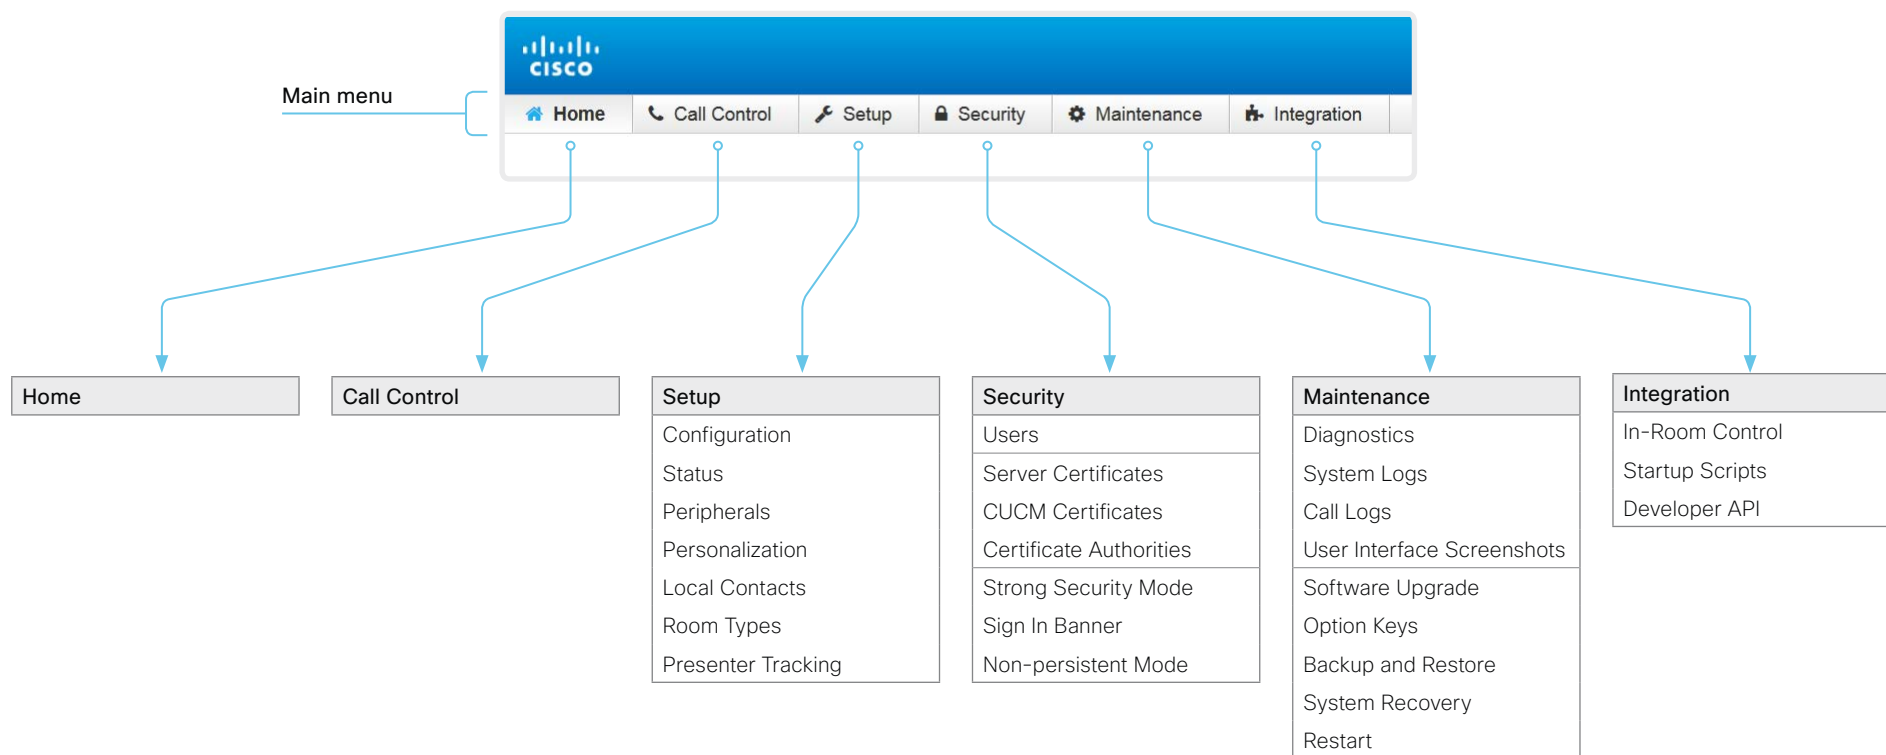 CISCO
Main menu
Home Call Control Setup Security Maintenance Integration
Home
Call Control
Setup
Configuration
Status
Peripherals
Personalization
Local Contacts
Room Types
Presenter Tracking
Security
Users
Server Certificates
CUCM Certificates
Certificate Authorities
Strong Security Mode
Sign In Banner
Non-persistent Mode
Maintenance
Diagnostics
System Logs
Call Logs
User Interface Screenshots
Software Upgrade
Option Keys
Backup and Restore
System Recovery
Restart
Integration
In-Room Control
Startup Scripts
Developer API